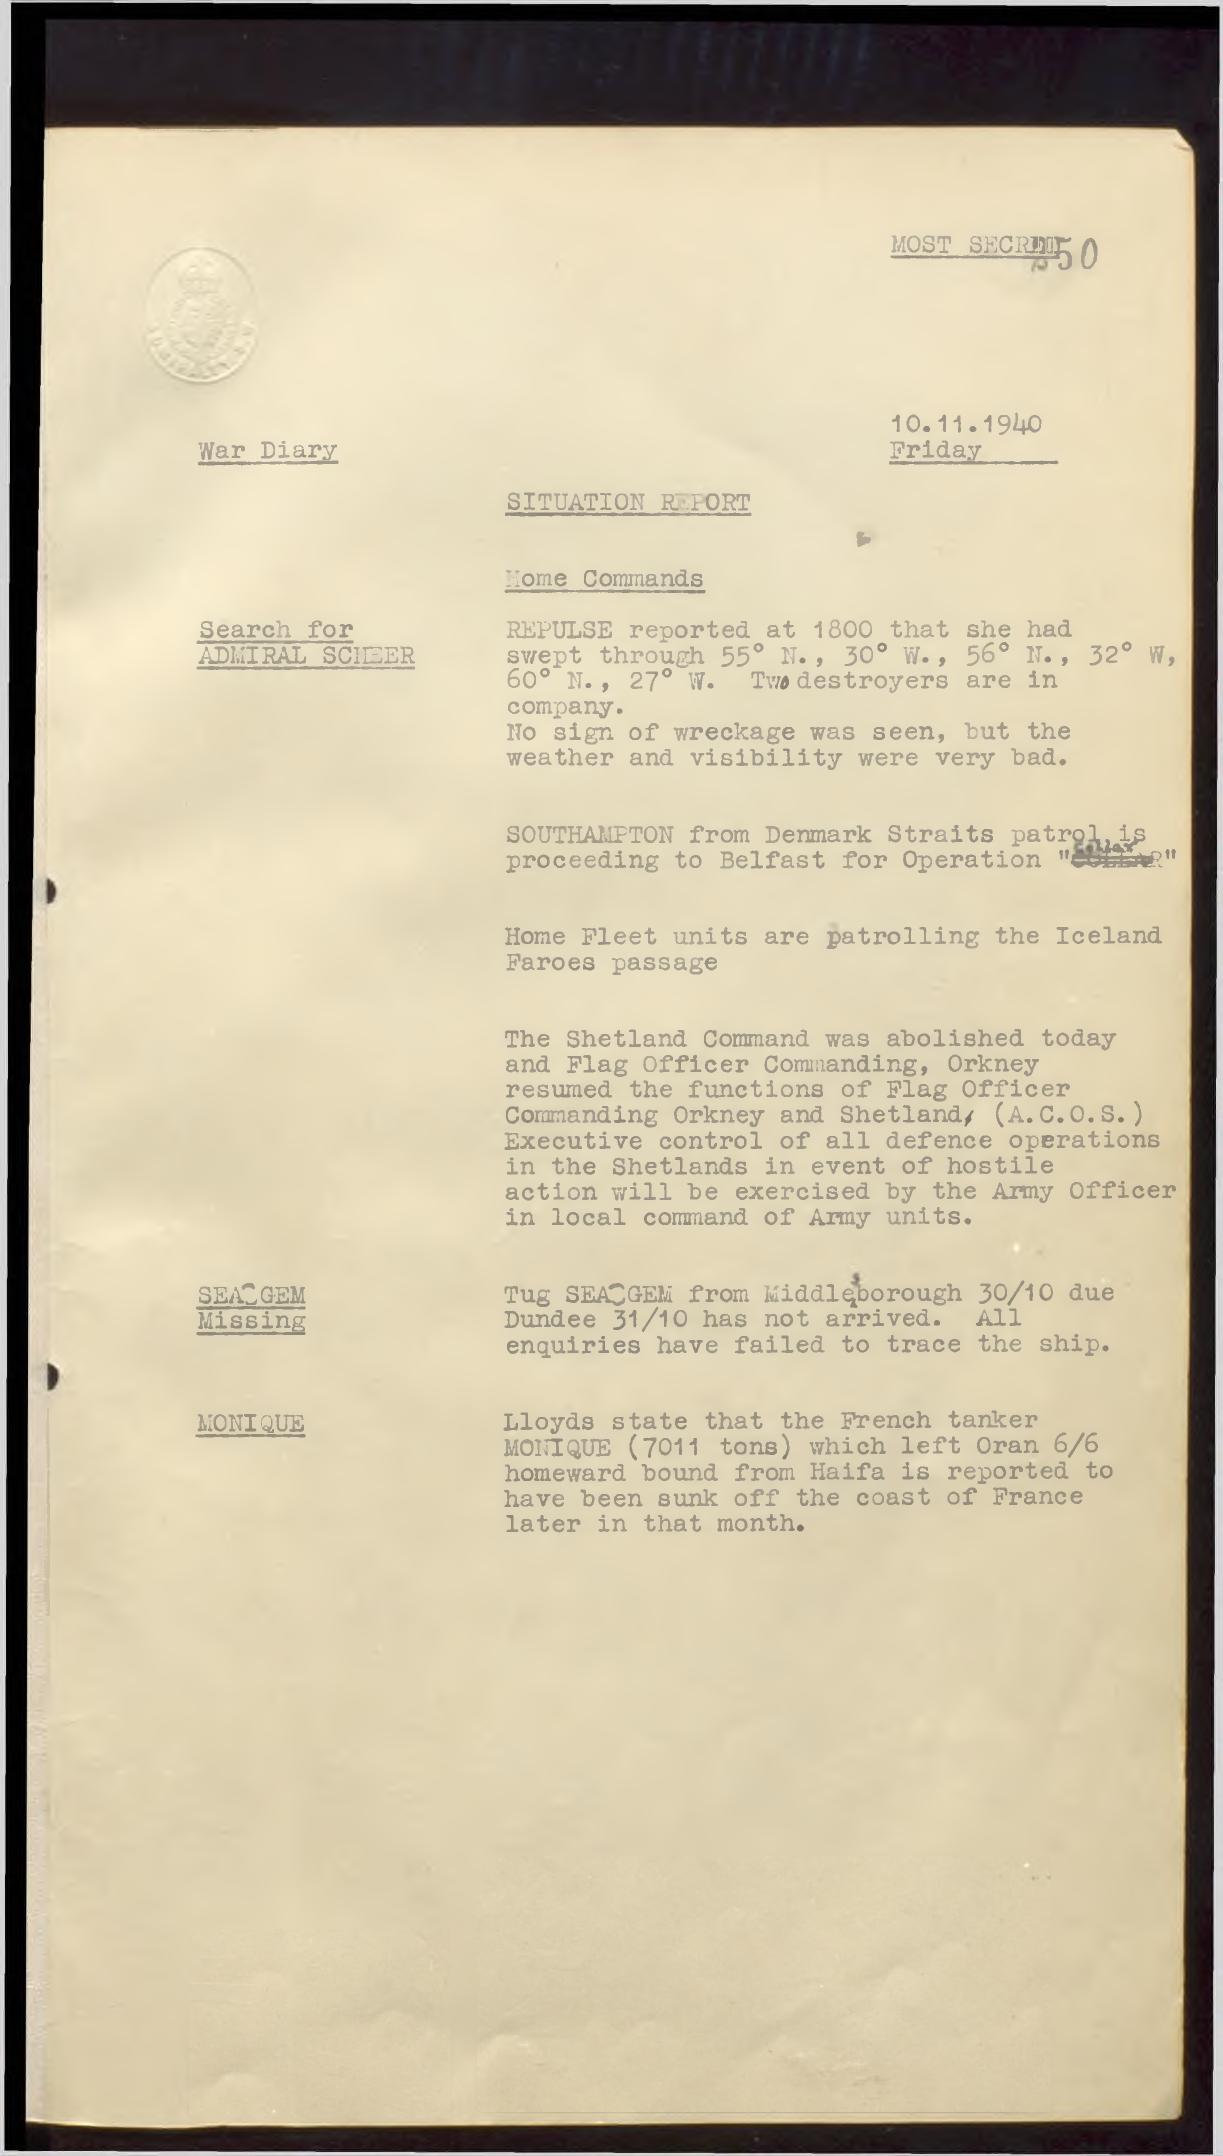 MOST SECRET
250
10.11.1940
War Diary
Friday
SITUATION REPORT
Home Commands
Search for
ADMIRAL SCHEER
REPULSE reported at 1800 that she had
swept through 55° N., 30° W., 56° N., 32° W,
60° N., 27° W. Two destroyers are in
company.
No sign of wreckage was seen, but the
weather and visibility were very bad.
SOUTHAMPTON from Denmark Straits patrol is
proceeding to Belfast for Operation "Collar"
Home Fleet units are patrolling the Iceland
Faroes passage
The Shetland Command was abolished today
and Flag Officer Commanding, Orkney
resumed the functions of Flag Officer
Commanding Orkney and Shetland, (A.C.O.S.)
Executive control of all defence operations
in the Shetlands in event of hostile
action will be exercised by the Army Officer
in local command of Army units.
SEA GEM
Missing
Tug SEA GEM from Middlesborough 30/10 due
Dundee 31/10 has not arrived. All
enquiries have failed to trace the ship.
MONIQUE
Lloyds state that the French tanker
MONIQUE (7011 tons) which left Oran 6/6
homeward bound from Haifa is reported to
have been sunk off the coast of France
later in that month.